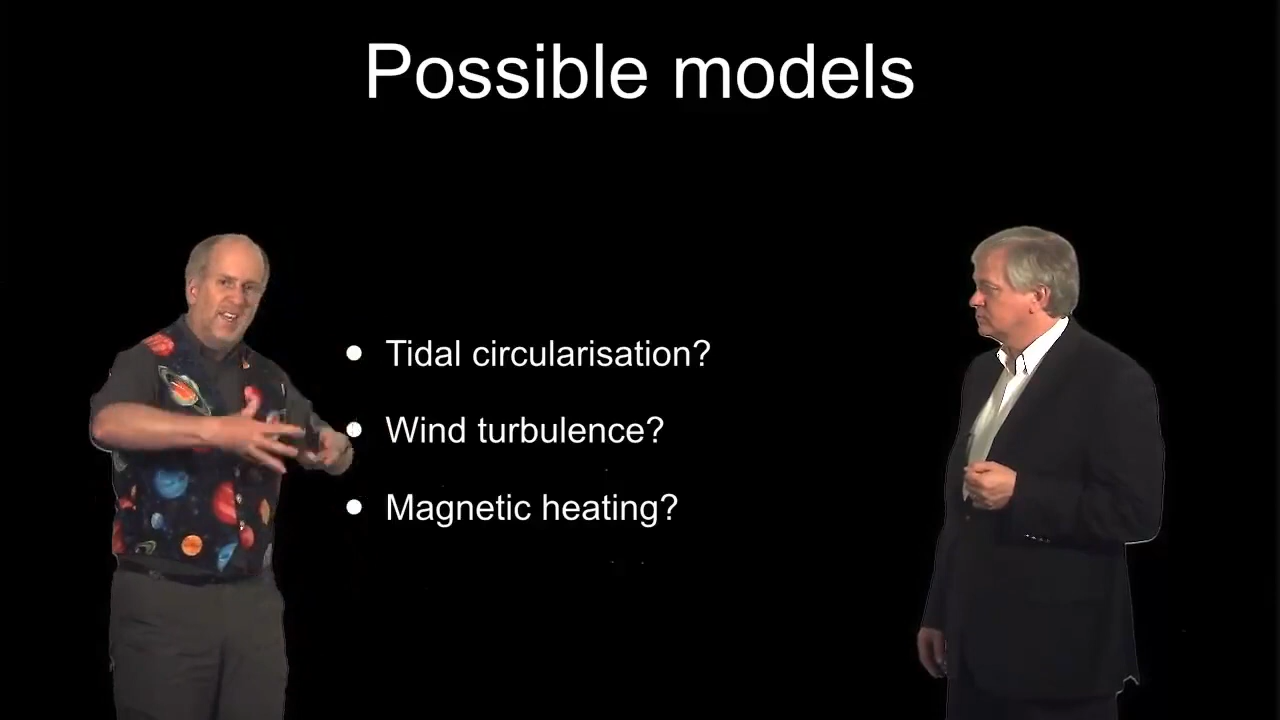 Possible models
• Tidal circularisation?
• Wind turbulence?
• Magnetic heating?